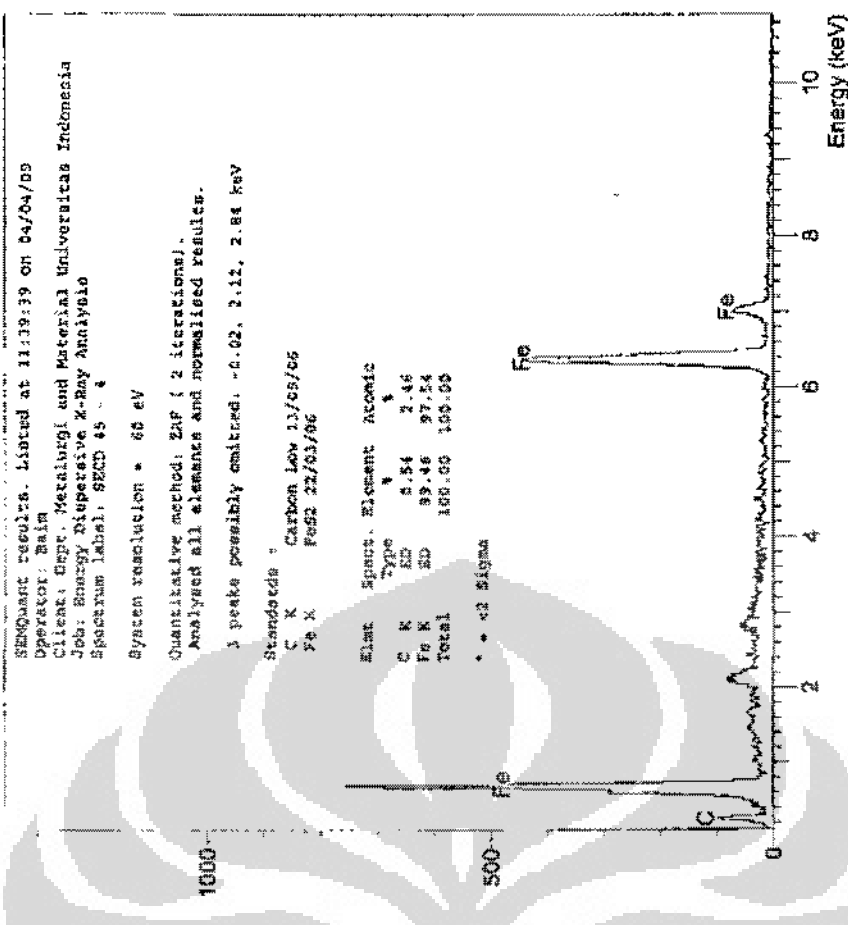 SEMQuant results. Listed at 11:39:39 on 04/04/09
Operator: Baim
Client: Dept. Metalurgi and Material Universitas Indonesia
Job: Energy Dispersive X-Ray Analysis
Spectrum label: SECD 45 - 4
System resolution = 60 eV
Quantitative method: ZAF ( 2 iterations).
Analysed all elements and normalised results.
3 peaks possibly omitted: -0.02, 2.12, 2.84 keV
Standards :
C K Carbon Low 13/09/06
Fe K FeS2 22/03/06
Elmt Spect. Element Atomic
Type % %
C K ED 0.54 2.46
Fe K ED 99.46 97.54
Total 100.00 100.00
* = <2 Sigma
1000
500
0
C
Fe
Fe
Fe
2
4
6
8
10
Energy (keV)